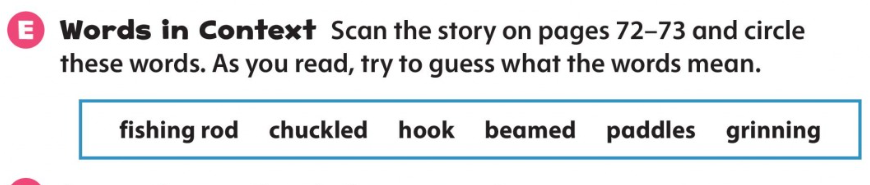 E Words in Context Scan the story on pages 72–73 and circle
these words. As you read, try to guess what the words mean.
fishing rod chuckled hook beamed paddles grinning